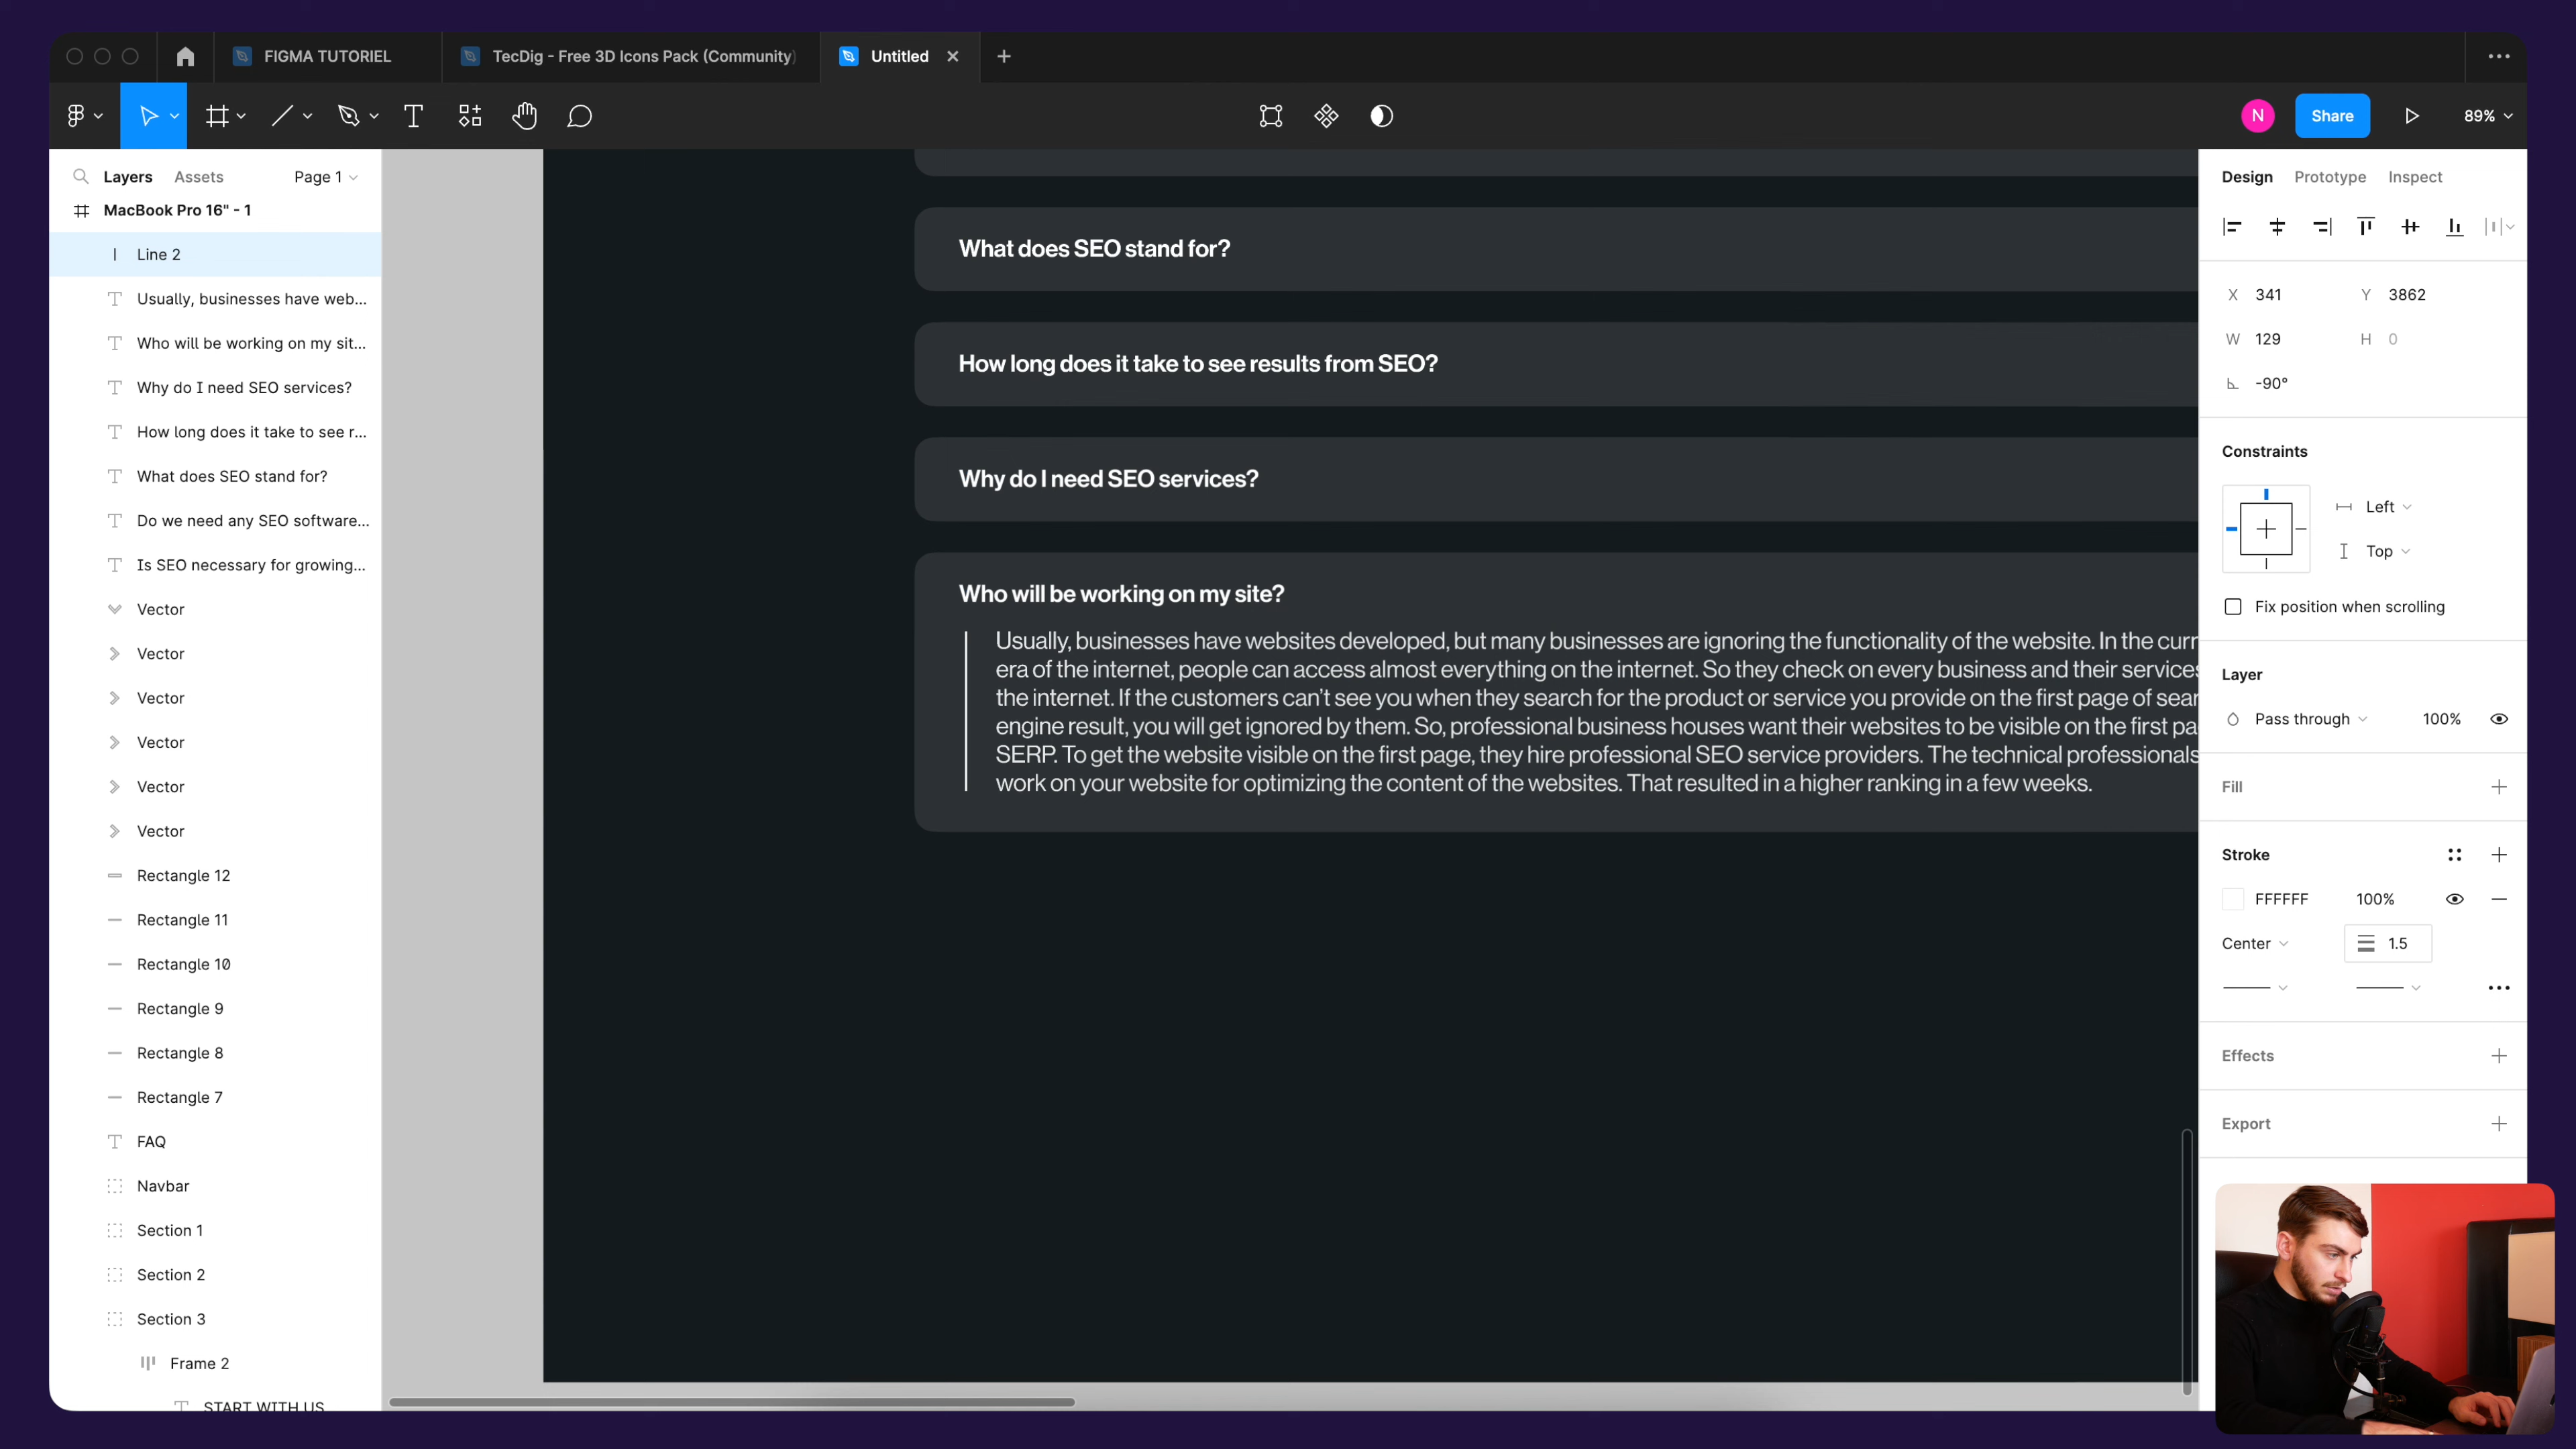 FIGMA TUTORIEL
TecDig - Free 3D Icons Pack (Community)
Untitled
N
Share
89%
Layers
Assets
Page 1
MacBook Pro 16" - 1
Line 2
Usually, businesses have web...
Who will be working on my sit...
Why do I need SEO services?
How long does it take to see r...
What does SEO stand for?
Do we need any SEO software...
Is SEO necessary for growing...
Vector
Vector
Vector
Vector
Vector
Vector
Rectangle 12
Rectangle 11
Rectangle 10
Rectangle 9
Rectangle 8
Rectangle 7
FAQ
Navbar
Section 1
Section 2
Section 3
Frame 2
START WITH US
What does SEO stand for?
How long does it take to see results from SEO?
Why do I need SEO services?
Who will be working on my site?
Usually, businesses have websites developed, but many businesses are ignoring the functionality of the website. In the curr
era of the internet, people can access almost everything on the internet. So they check on every business and their services
the internet. If the customers can't see you when they search for the product or service you provide on the first page of sear
engine result, you will get ignored by them. So, professional business houses want their websites to be visible on the first pa
SERP. To get the website visible on the first page, they hire professional SEO service providers. The technical professionals
work on your website for optimizing the content of the websites. That resulted in a higher ranking in a few weeks.
Design
Prototype
Inspect
X 341
Y 3862
W 129
H 0
-90°
Constraints
Left
Top
Fix position when scrolling
Layer
Pass through
100%
Fill
Stroke
FFFFFF
100%
Center
1.5
Effects
Export